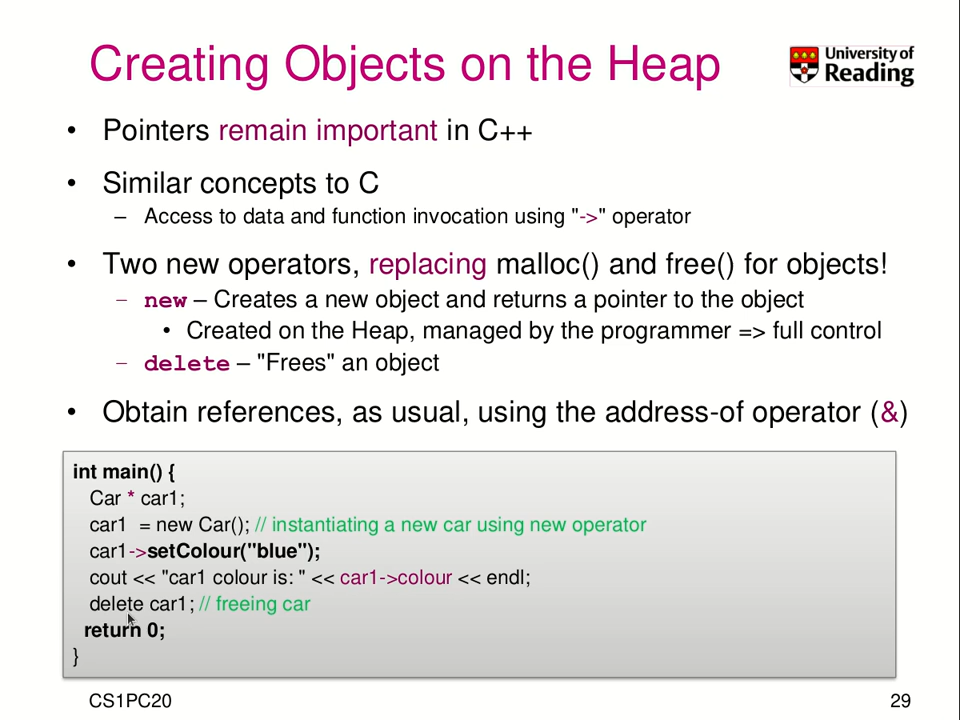 Creating Objects on the Heap
University of
Reading
• Pointers remain important in C++
• Similar concepts to C
– Access to data and function invocation using "->" operator
• Two new operators, replacing malloc() and free() for objects!
– new – Creates a new object and returns a pointer to the object
• Created on the Heap, managed by the programmer => full control
– delete – "Frees" an object
• Obtain references, as usual, using the address-of operator (&)
int main() {
Car * car1;
car1 = new Car(); // instantiating a new car using new operator
car1->setColour("blue");
cout << "car1 colour is: " << car1->colour << endl;
delete car1; // freeing car
return 0;
}
CS1PC20
29